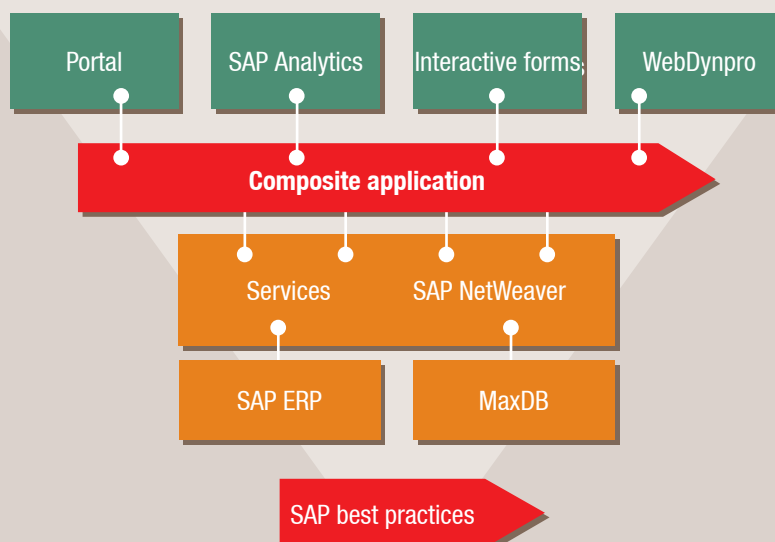 Portal
SAP Analytics
Interactive forms
WebDynpro
Composite application
Services
SAP NetWeaver
SAP ERP
MaxDB
SAP best practices